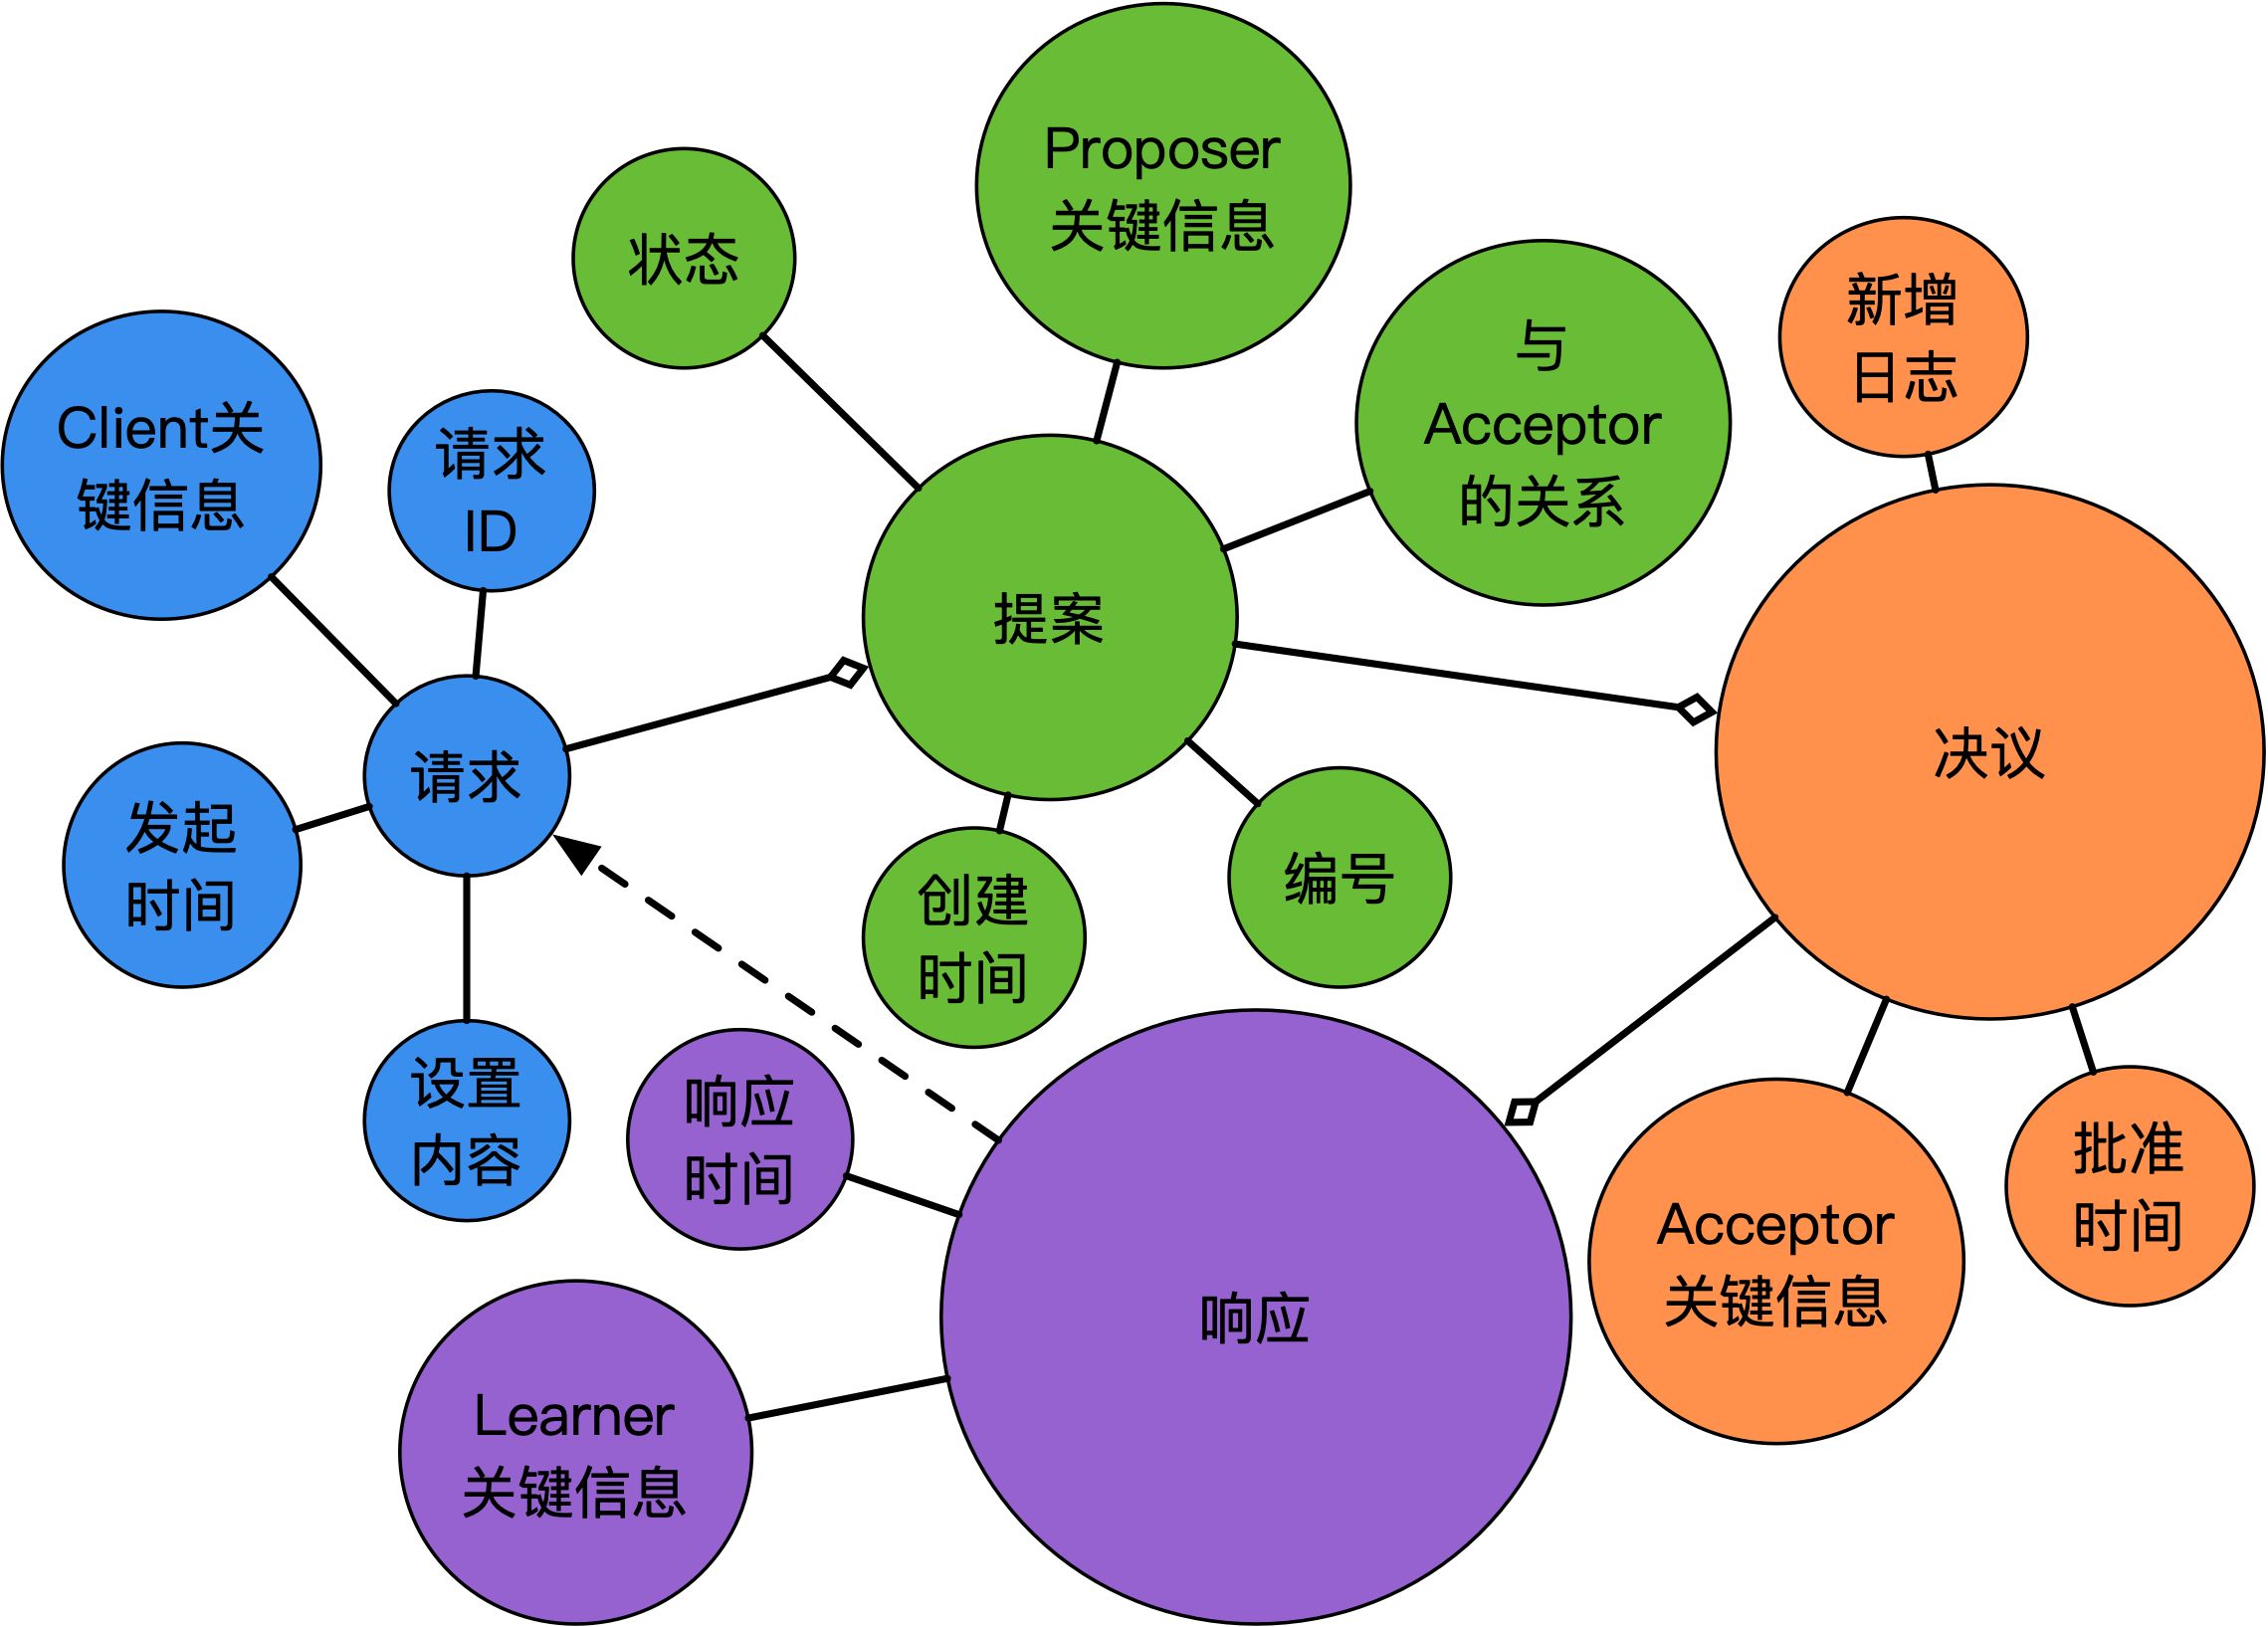 Proposer
关键信息
状态
与
Acceptor
的关系
新增
日志
Client关
键信息
请求
ID
提案
决议
请求
发起
时间
编号
创建
时间
设置
内容
响应
时间
批准
时间
Acceptor
关键信息
响应
Learner
关键信息